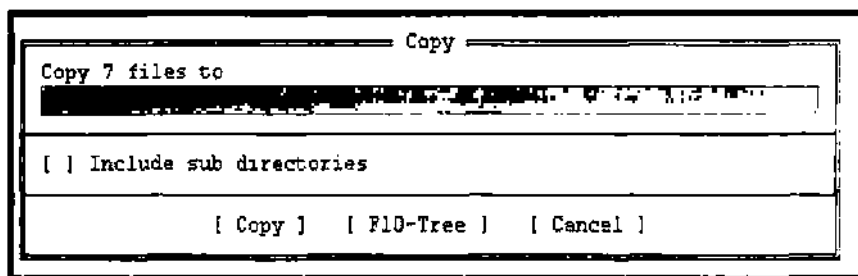 Copy
Copy 7 files to
[ ] Include sub directories
[ Copy ] [ F10-Tree ] [ Cancel ]